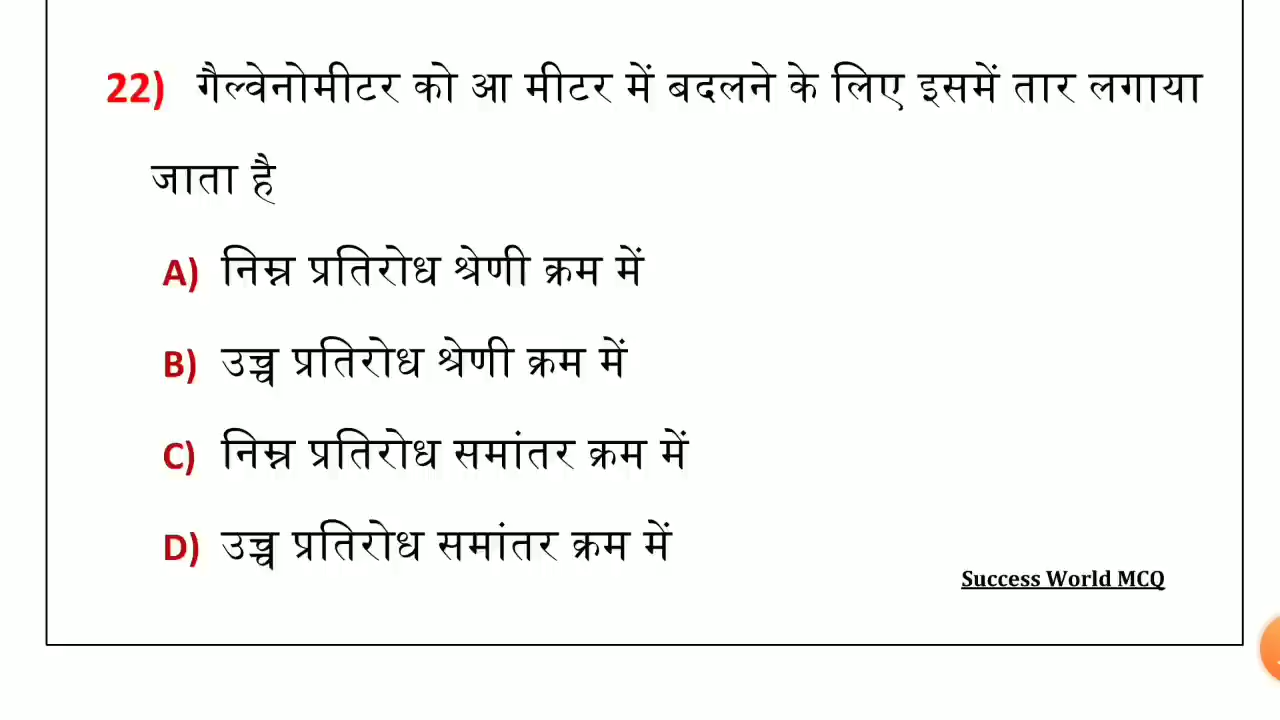 22) गैल्वेनोमीटर को आ मीटर में बदलने के लिए इसमें तार लगाया
जाता है
A) निम्न प्रतिरोध श्रेणी क्रम में
B) उच्च प्रतिरोध श्रेणी क्रम में
C) निम्न प्रतिरोध समांतर क्रम में
D) उच्च प्रतिरोध समांतर क्रम में
Success World MCQ